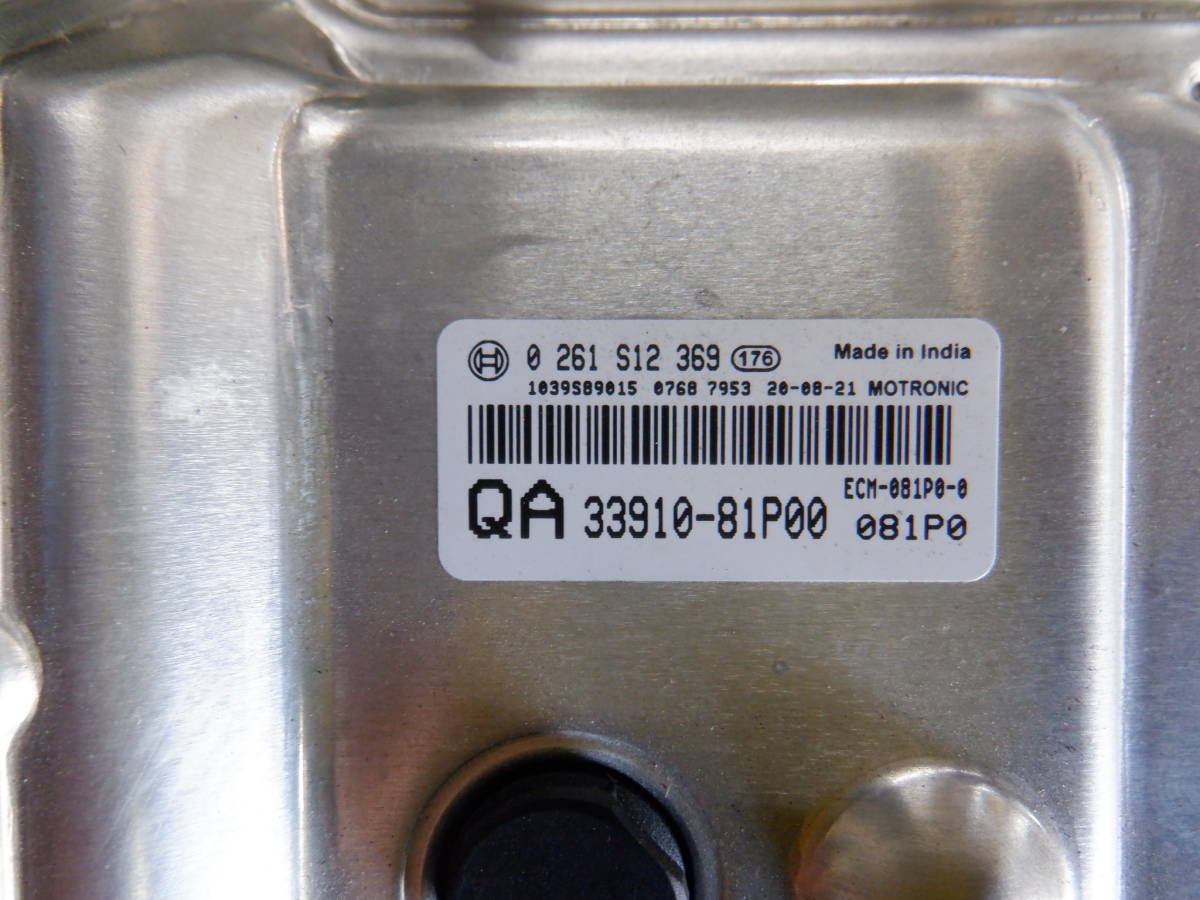 0 261 S12 369 176 Made in India
1039S89015 0768 7953 20-08-21 MOTRONIC
ECM-081P0-0
QA 33910-81P00 081P0